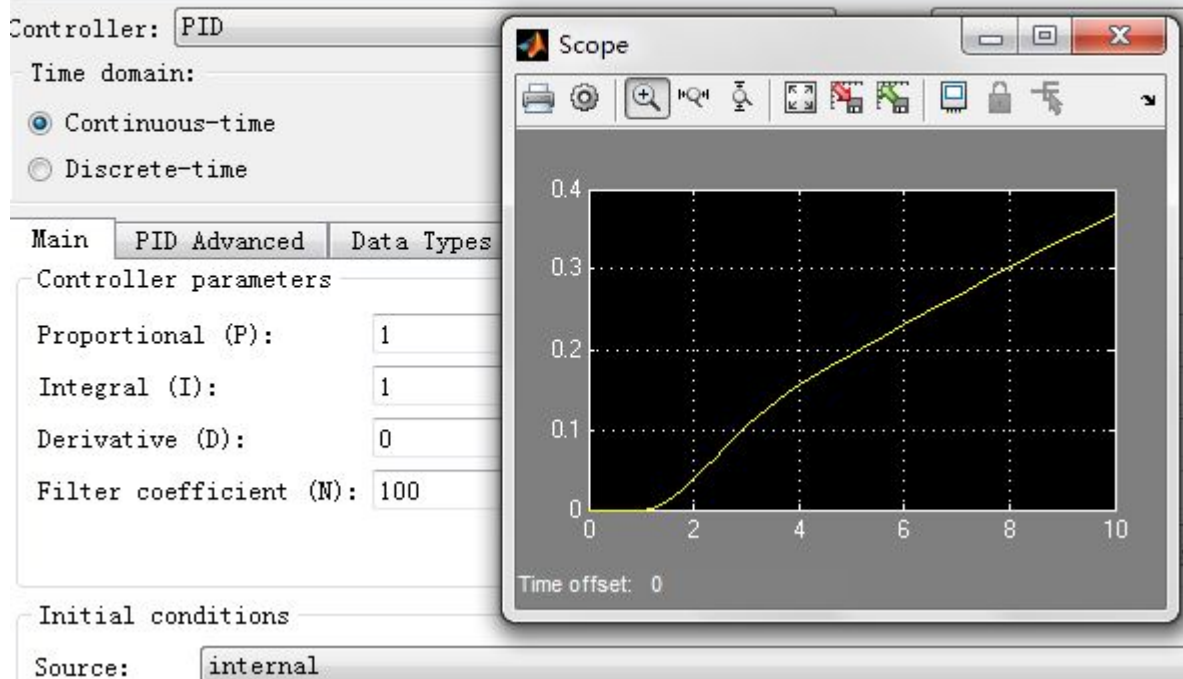 Controller: PID
Time domain:
Continuous-time
Discrete-time
Main PID Advanced Data Types
Controller parameters
Proportional (P): 1
Integral (I): 1
Derivative (D): 0
Filter coefficient (N): 100
Initial conditions
Source: internal
Scope
0.4
0.3
0.2
0.1
0
0 2 4 6 8 10
Time offset: 0